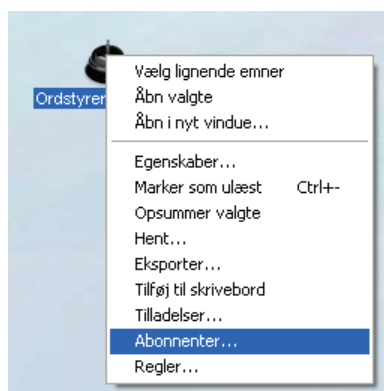 Ordstyrer
Vælg lignende emner
Åbn valgte
Åbn i nyt vindue...
Egenskaber...
Marker som ulæst Ctrl+-
Opsummer valgte
Hent...
Eksporter...
Tilføj til skrivebord
Tilladelser...
Abonnenter...
Regler...